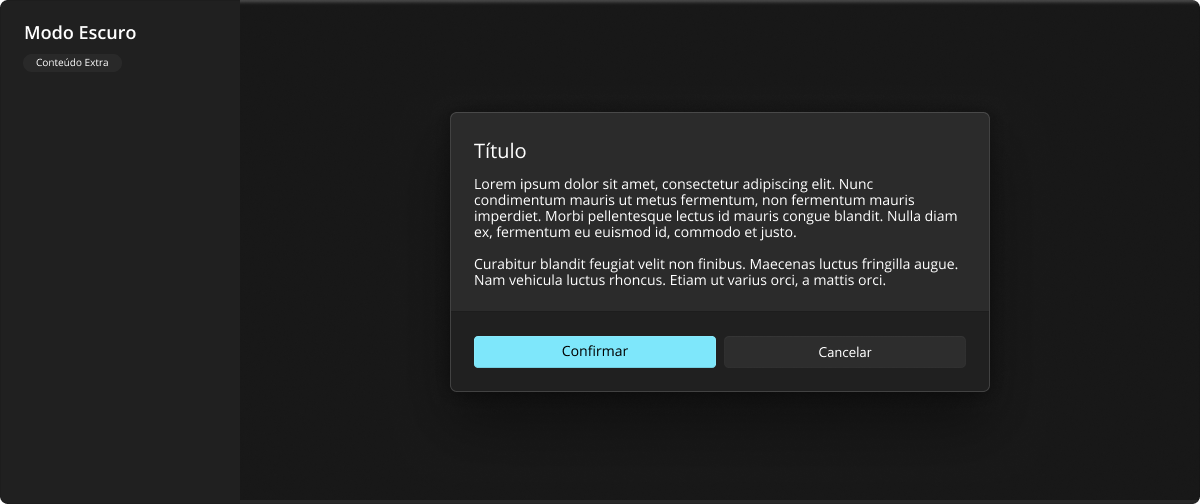 Modo Escuro
Conteúdo Extra
Título
Lorem ipsum dolor sit amet, consectetur adipiscing elit. Nunc
condimentum mauris ut metus fermentum, non fermentum mauris
imperdiet. Morbi pellentesque lectus id mauris congue blandit. Nulla diam
ex, fermentum eu euismod id, commodo et justo.
Curabitur blandit feugiat velit non finibus. Maecenas luctus fringilla augue.
Nam vehicula luctus rhoncus. Etiam ut varius orci, a mattis orci.
Confirmar
Cancelar